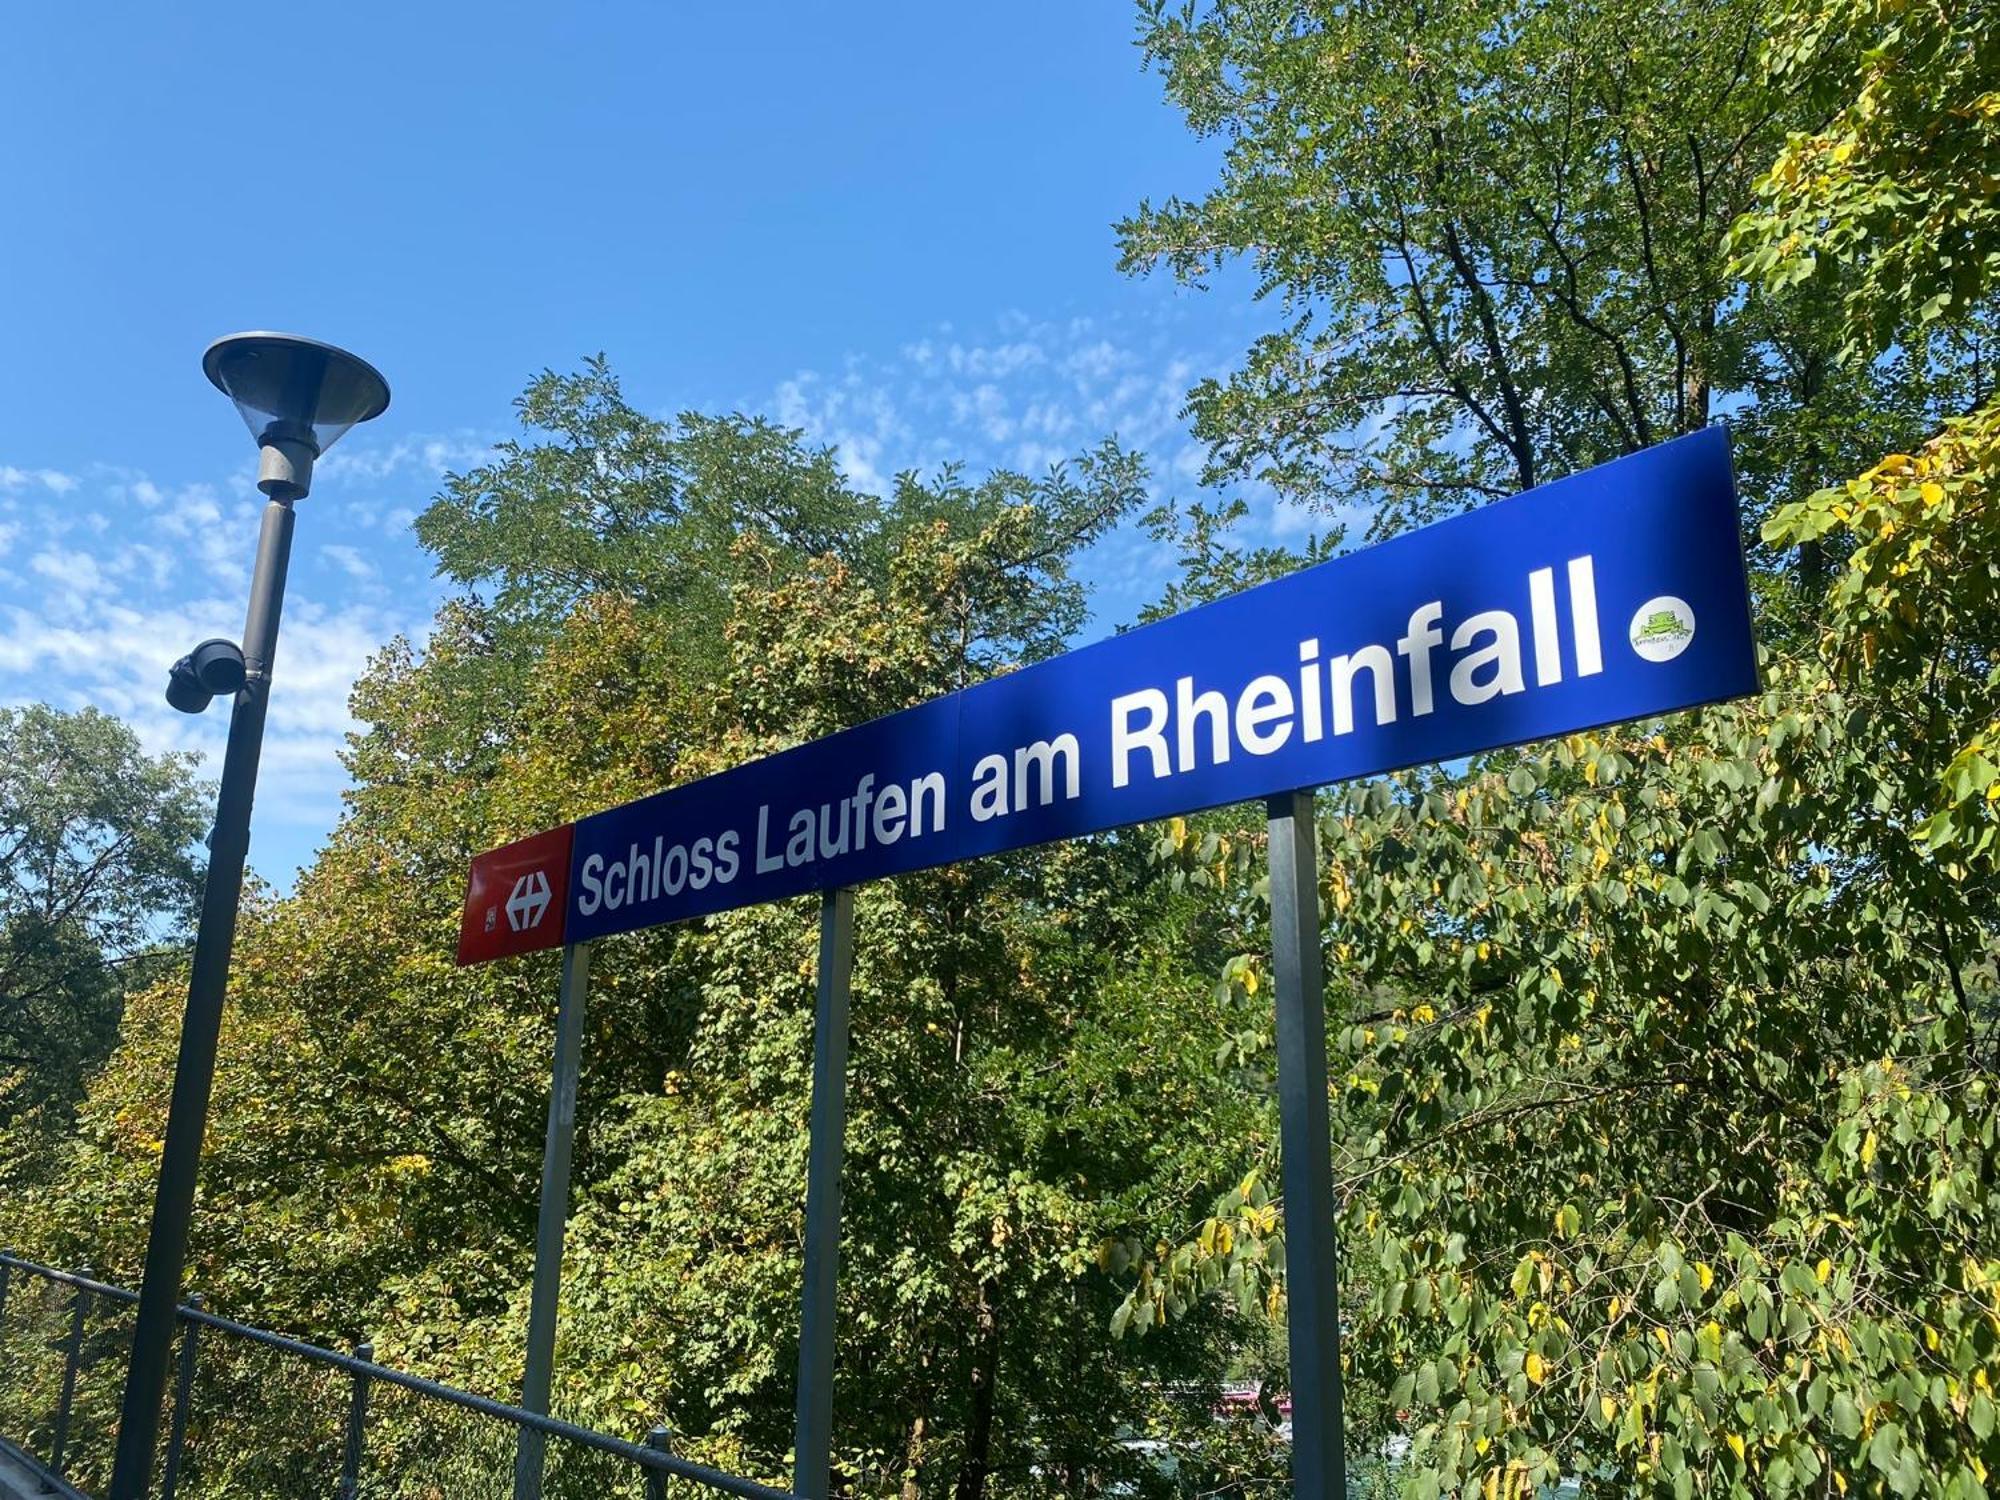 Schloss Laufen am Rheinfall